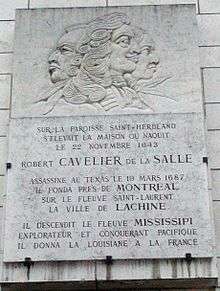 SUR LA PAROISSE SAINT-HERBLAND
S'ELEVAIT LA MAISON OU NAQUIT
LE 22 NOVEMBRE 1643
ROBERT CAVELIER DE LA SALLE
ASSASSINE AU TEXAS LE 19 MARS 1687
IL FONDA PRES DE MONTREAL
SUR LE FLEUVE SAINT-LAURENT
LA VILLE DE LACHINE
IL DESCENDIT LE FLEUVE MISSISSIPI
EXPLORATEUR ET CONQUERANT PACIFIQUE
IL DONNA LA LOUISIANE A LA FRANCE